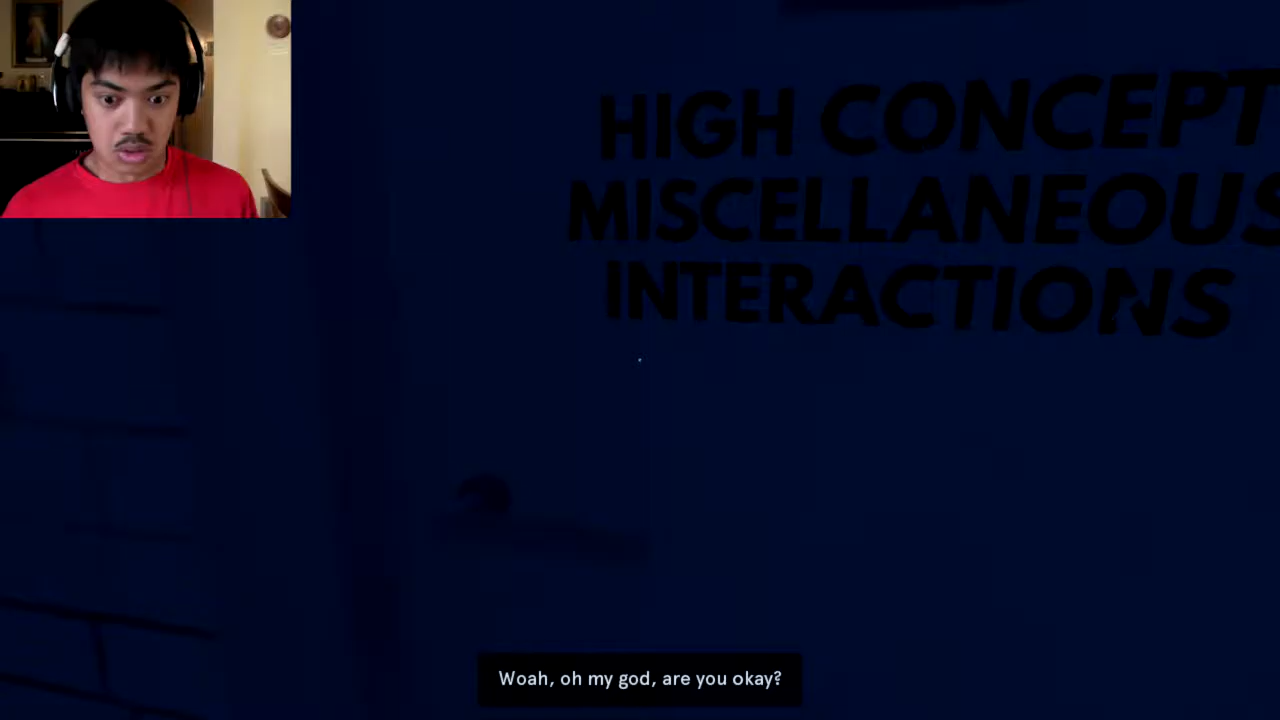 HIGH CONCEPT
MISCELLANEOUS
INTERACTIONS
Woah, oh my god, are you okay?